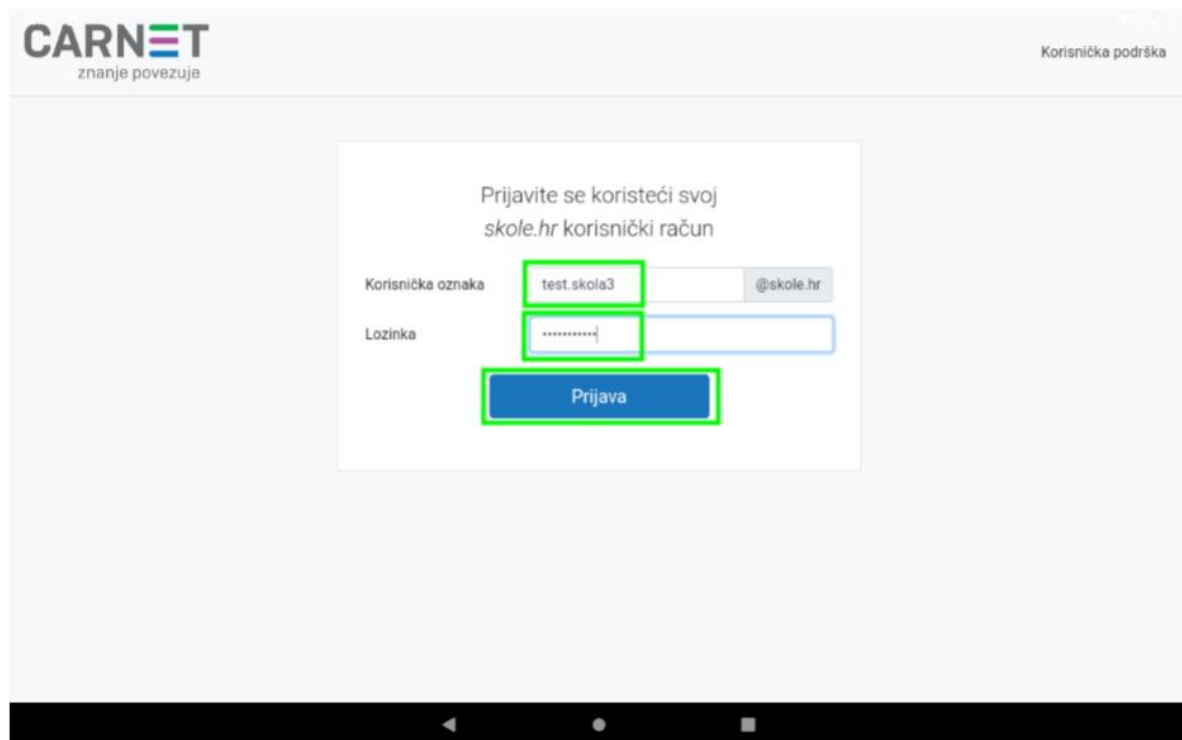 CARNET
znanje povezuje
Korisnička podrška
Prijavite se koristeći svoj
skole.hr korisnički račun
Korisnička oznaka test.skola3 @skole.hr
Lozinka •••••••••••
Prijava